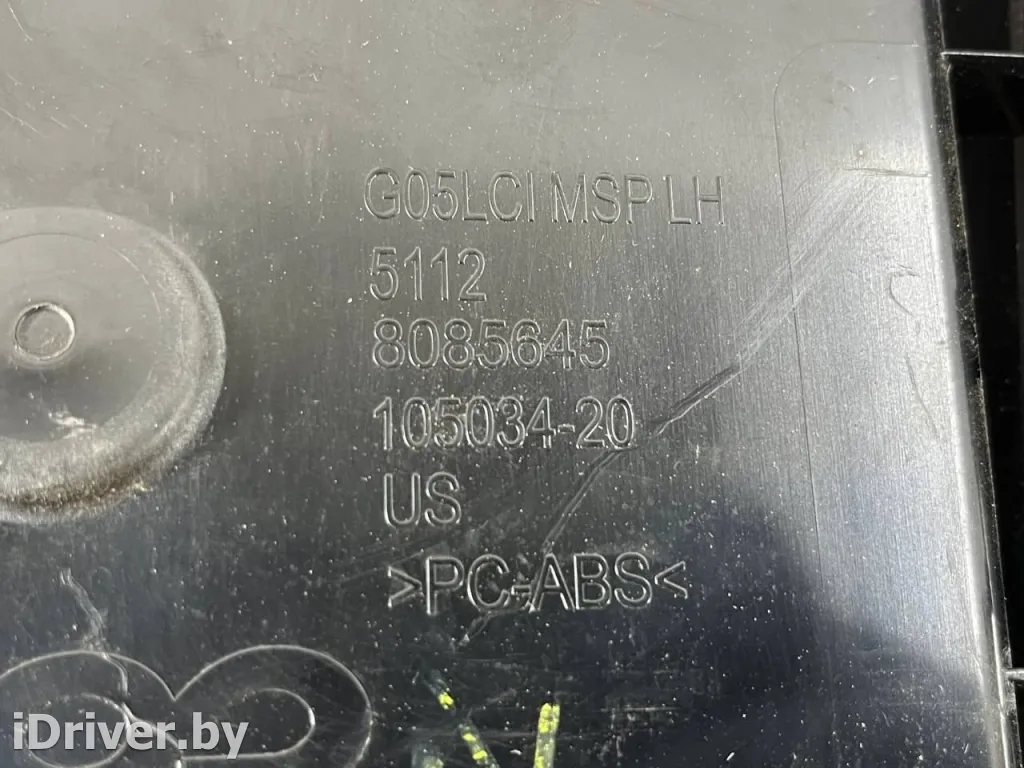 G05LCI MSP LH
5112
8085645
105034-20
US
>PC-ABS<
iDriver.by